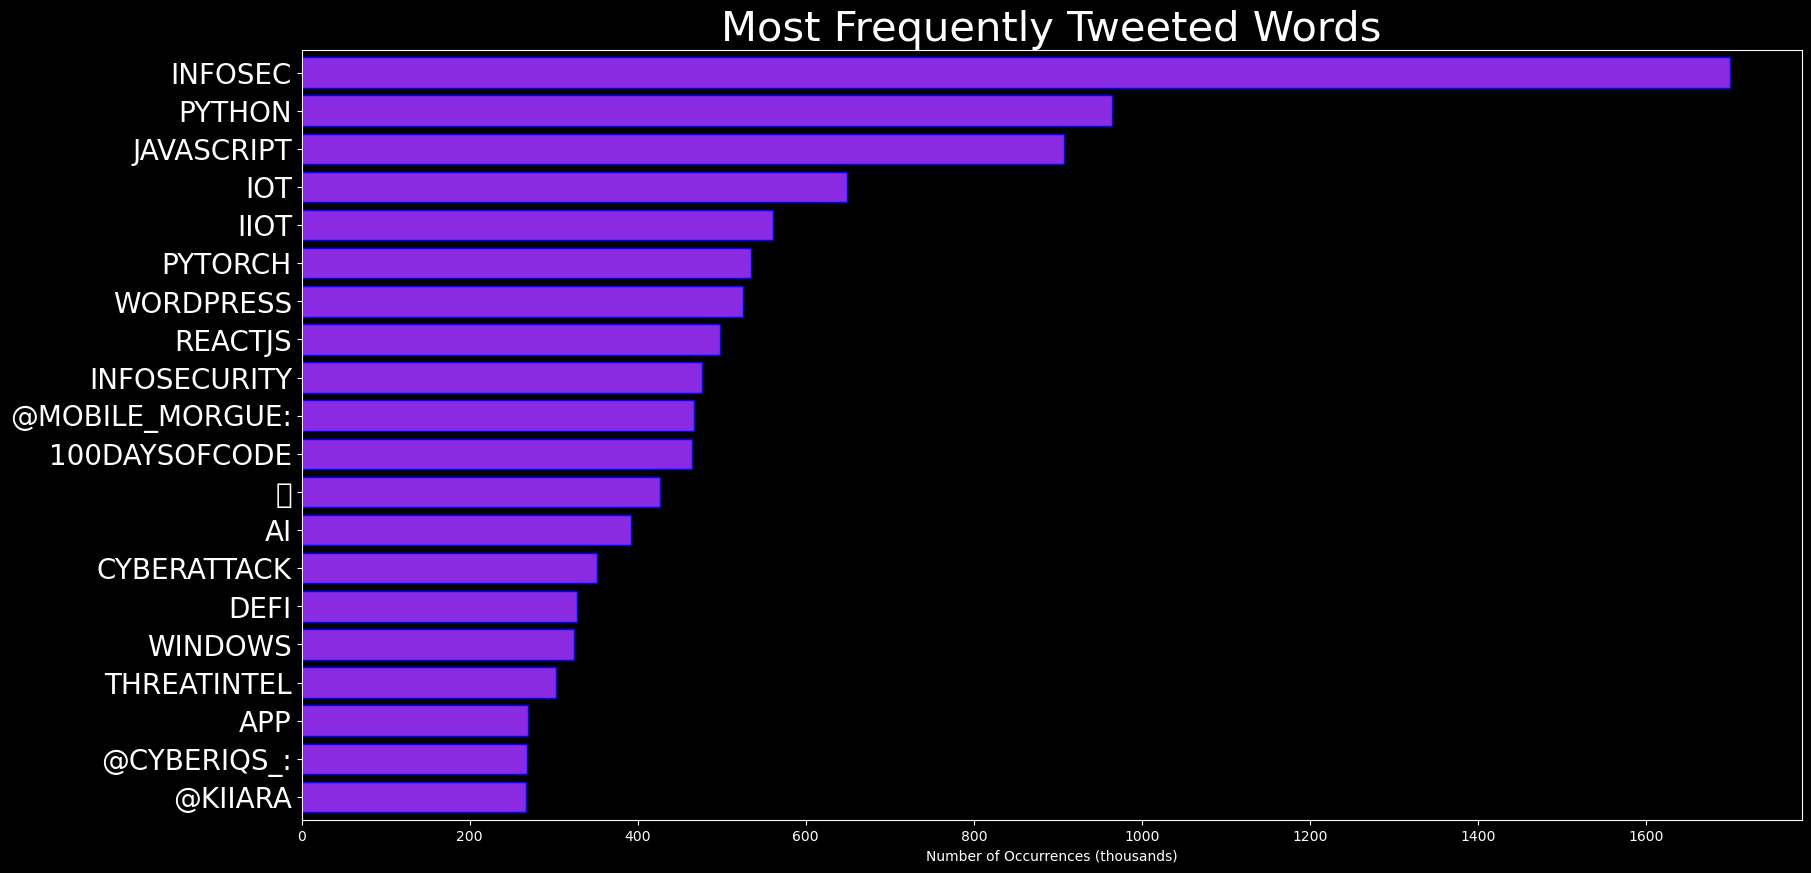 Most Frequently Tweeted Words
INFOSEC
PYTHON
JAVASCRIPT
IOT
IIOT
PYTORCH
WORDPRESS
REACTJS
INFOSECURITY
@MOBILE_MORGUE:
100DAYSOFCODE
AI
CYBERATTACK
DEFI
WINDOWS
THREATINTEL
APP
@CYBERIQS_:
@KIIARA
0 200 400 600 800 1000 1200 1400 1600
Number of Occurrences (thousands)